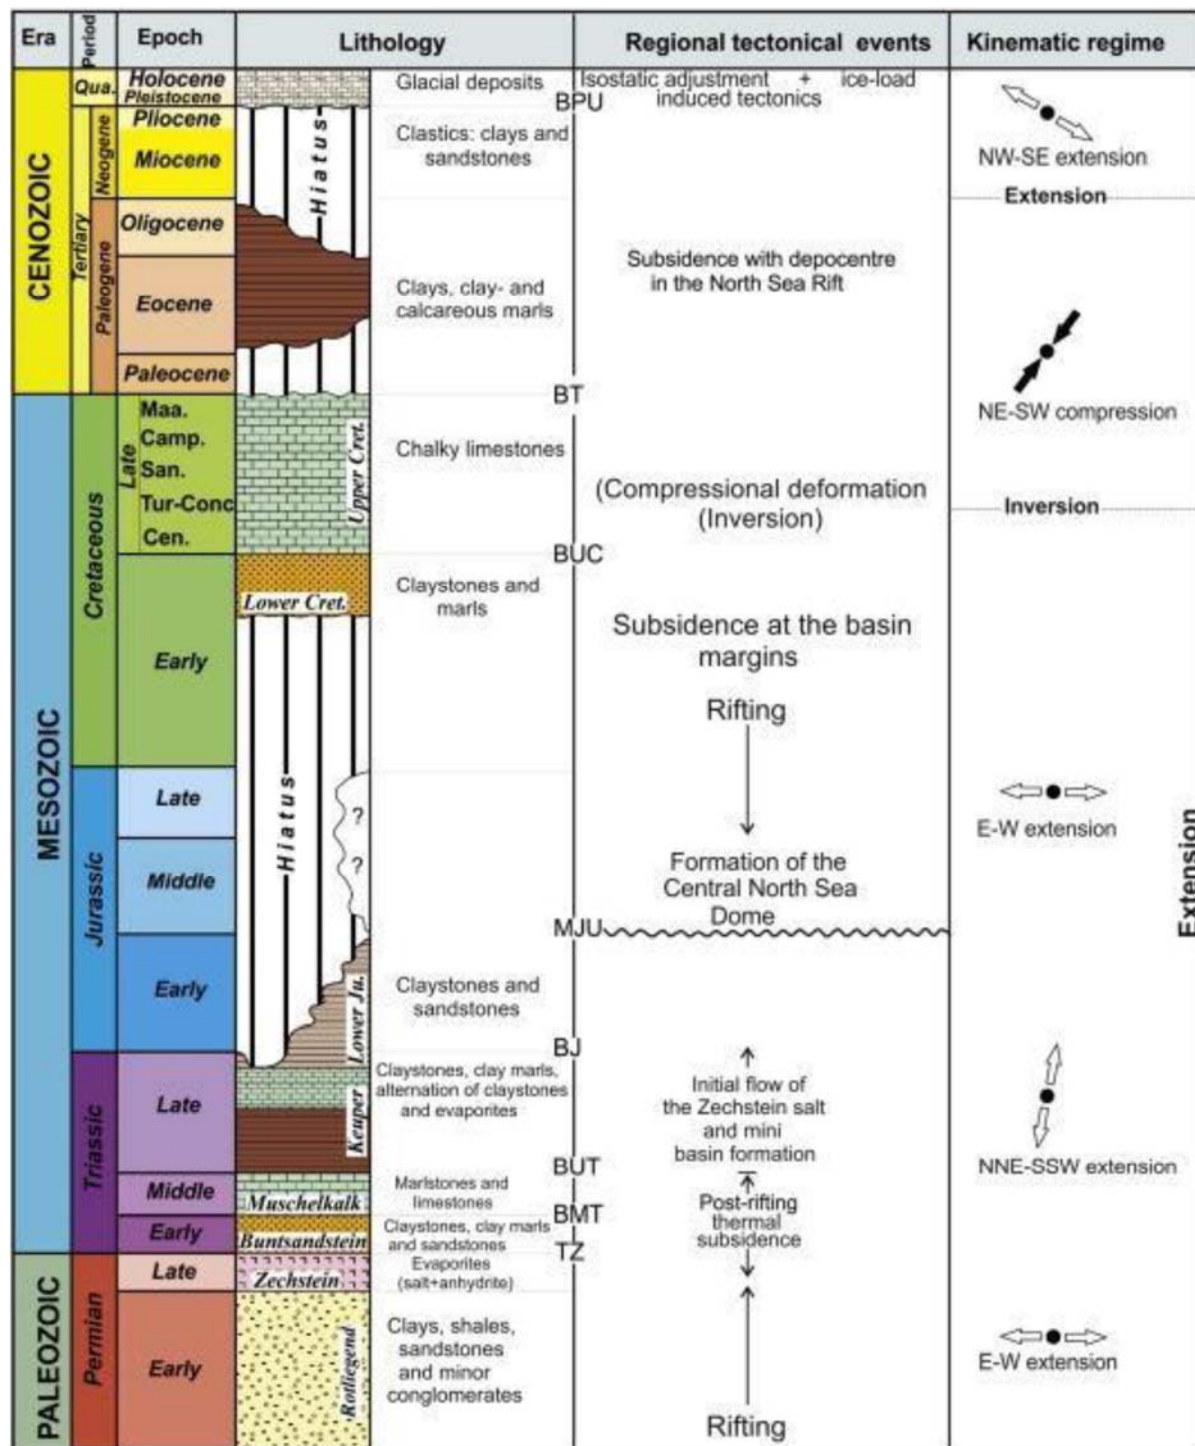 Era
Period
Epoch
Lithology
Regional tectonical events
Kinematic regime
CENOZOIC
MESOZOIC
PALEOZOIC
Qua.
Tertiary
Neogene
Paleogene
Cretaceous
Jurassic
Triassic
Permian
Holocene
Pleistocene
Pliocene
Miocene
Oligocene
Eocene
Paleocene
Late
Maa.
Camp.
San.
Tur-Conc
Cen.
Early
Late
Middle
Early
Late
Middle
Early
Late
Early
Hiatus
Upper Cret.
Lower Cret.
Hiatus
?
?
Lower Ju.
Keuper
Muschelkalk
Buntsandstein
Zechstein
Rotliegend
Glacial deposits
Clastics: clays and
sandstones
Clays, clay- and
calcareous marls
Chalky limestones
Claystones and
marls
Claystones and
sandstones
Claystones, clay marls,
alternation of claystones
and evaporites
Marlstones and
limestones
Claystones, clay marls
and sandstones
Evaporites
(salt+anhydrite)
Clays, shales,
sandstones
and minor
conglomerates
BPU
BT
BUC
MJU
BJ
BUT
BMT
TZ
Isostatic adjustment + ice-load
induced tectonics
Subsidence with depocentre
in the North Sea Rift
(Compressional deformation
(Inversion)
Subsidence at the basin
margins
Rifting
Formation of the
Central North Sea
Dome
Initial flow of
the Zechstein salt
and mini
basin formation
Post-rifting
thermal
subsidence
Rifting
NW-SE extension
Extension
NE-SW compression
Inversion
E-W extension
Extension
NNE-SSW extension
E-W extension